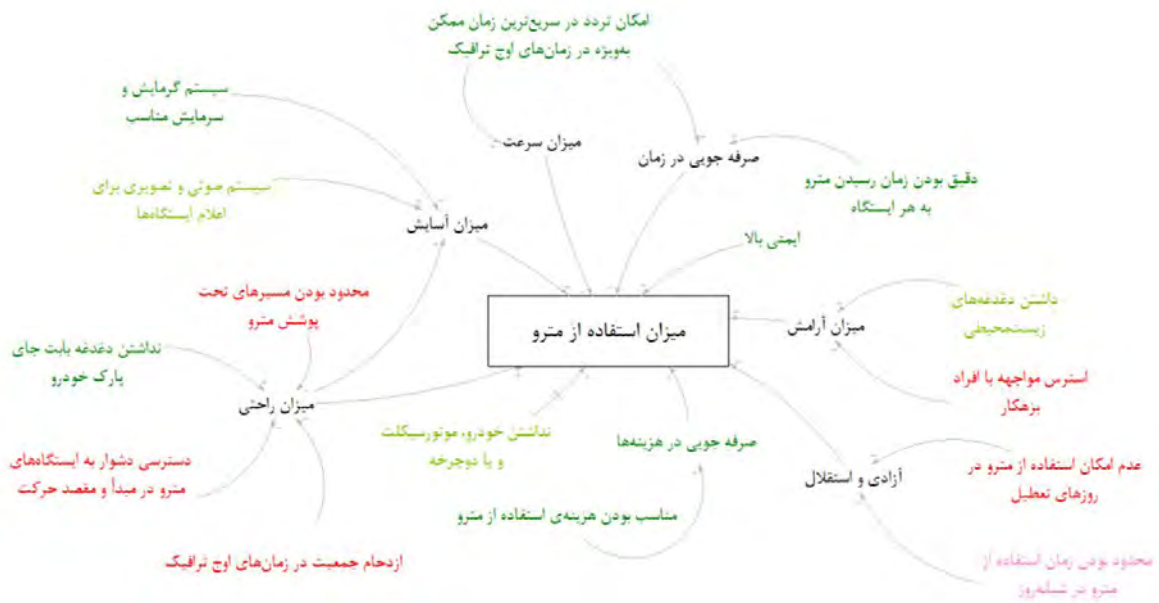 امکان تردد در سریع‌ترین زمان ممکن
به‌ویژه در زمان‌های اوج ترافیک
سیستم گرمایش و
سرمایش مناسب
میزان سرعت
صرفه جویی در زمان
سیستم صوتی و تصویری برای
اعلام ایستگاه‌ها
دقیق بودن زمان رسیدن مترو
به هر ایستگاه
میزان آسایش
ایمنی بالا
محدود بودن مسیرهای تحت
پوشش مترو
میزان استفاده از مترو
میزان آرامش
داشتن دغدغه‌های
زیست‌محیطی
نداشتن دغدغه بابت جای
پارک خودرو
استرس مواجهه با افراد
بزهکار
میزان راحتی
نداشتن خودرو، موتورسیکلت
و یا دوچرخه
صرفه جویی در هزینه‌ها
دسترسی دشوار به ایستگاه‌های
مترو در مبدأ و مقصد حرکت
آزادی و استقلال
عدم امکان استفاده از مترو در
روزهای تعطیل
مناسب بودن هزینه‌ی استفاده از مترو
ازدحام جمعیت در زمان‌های اوج ترافیک
محدود بودن زمان استفاده از
مترو در شبانه‌روز